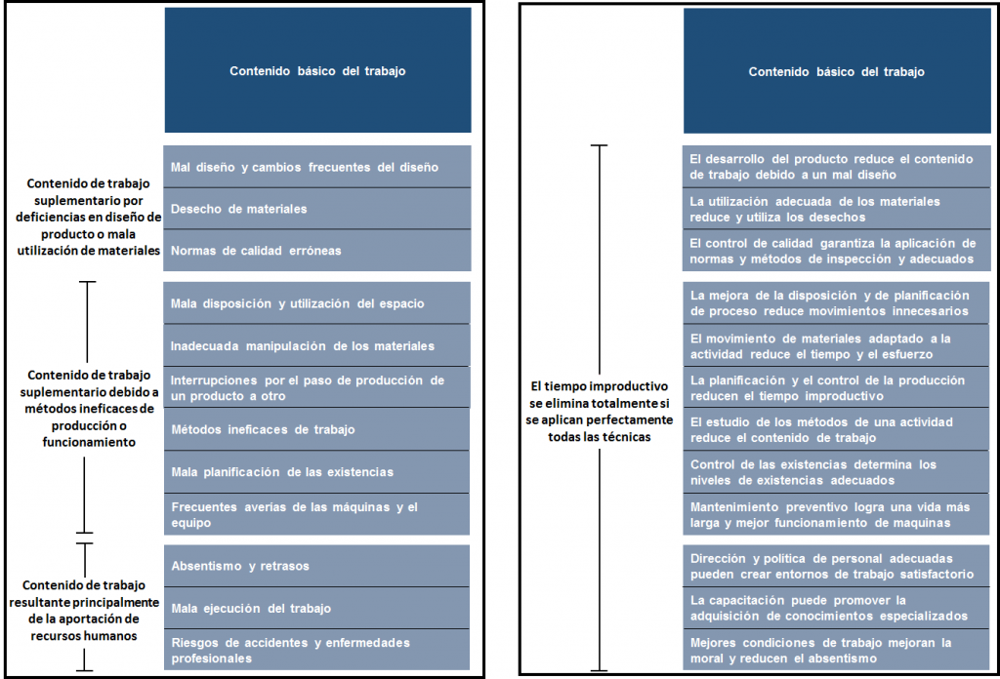 Contenido básico del trabajo
Contenido de trabajo
suplementario por
deficiencias en diseño de
producto o mala
utilización de materiales
Mal diseño y cambios frecuentes del diseño
Desecho de materiales
Normas de calidad erróneas
Contenido de trabajo
suplementario debido a
métodos ineficaces de
producción o
funcionamiento
Mala disposición y utilización del espacio
Inadecuada manipulación de los materiales
Interrupciones por el paso de producción de
un producto a otro
Métodos ineficaces de trabajo
Mala planificación de las existencias
Frecuentes averías de las máquinas y el
equipo
Contenido de trabajo
resultante principalmente
de la aportación de
recursos humanos
Absentismo y retrasos
Mala ejecución del trabajo
Riesgos de accidentes y enfermedades
profesionales
Contenido básico del trabajo
El tiempo improductivo
se elimina totalmente si
se aplican perfectamente
todas las técnicas
El desarrollo del producto reduce el contenido
de trabajo debido a un mal diseño
La utilización adecuada de los materiales
reduce y utiliza los desechos
El control de calidad garantiza la aplicación de
normas y métodos de inspección y adecuados
La mejora de la disposición y de planificación
de proceso reduce movimientos innecesarios
El movimiento de materiales adaptado a la
actividad reduce el tiempo y el esfuerzo
La planificación y el control de la producción
reducen el tiempo improductivo
El estudio de los métodos de una actividad
reduce el contenido de trabajo
Control de las existencias determina los
niveles de existencias adecuados
Mantenimiento preventivo logra una vida más
larga y mejor funcionamiento de maquinas
Dirección y política de personal adecuadas
pueden crear entornos de trabajo satisfactorio
La capacitación puede promover la
adquisición de conocimientos especializados
Mejores condiciones de trabajo mejoran la
moral y reducen el absentismo